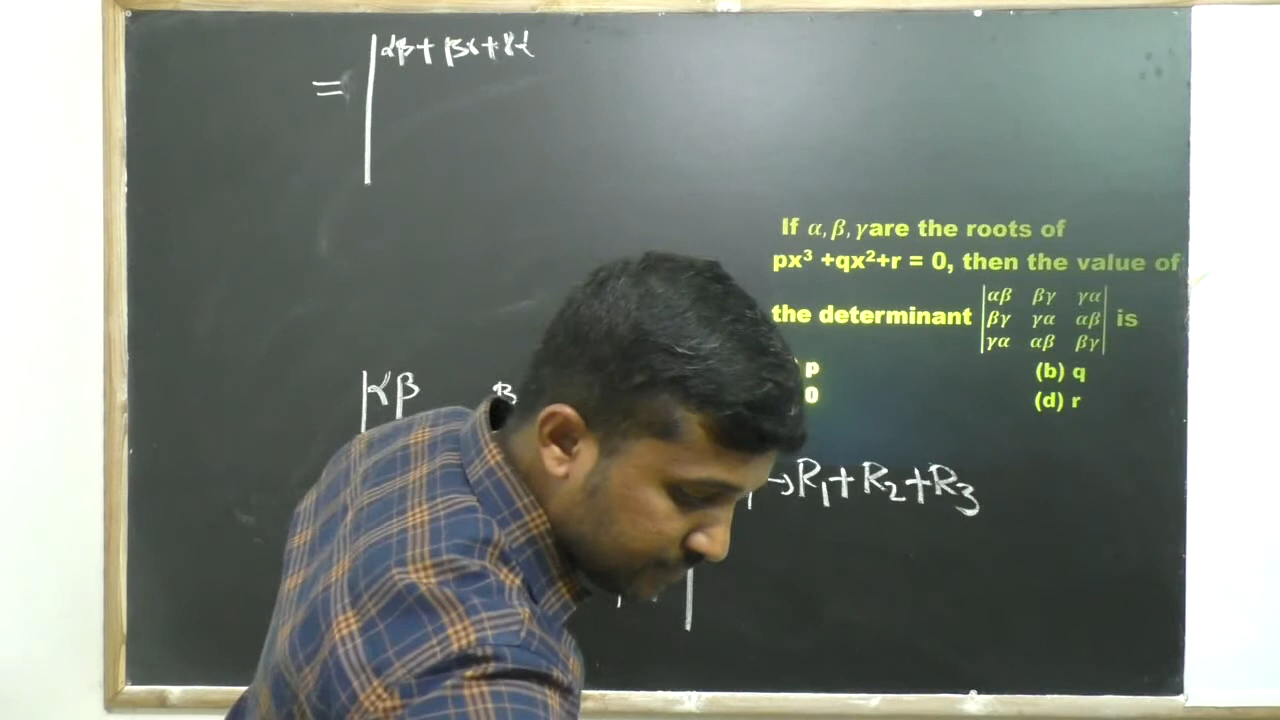 = | αβ + βγ + γα
If α, β, γ are the roots of
px³ +qx²+r = 0, then the value of
the determinant |αβ βγ γα| is
|βγ γα αβ|
|γα αβ βγ|
) p (b) q
0 (d) r
|αβ β
→ R₁ + R₂ + R₃